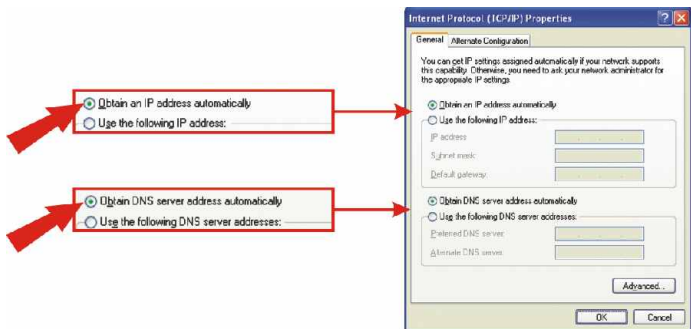 Obtain an IP address automatically
Use the following IP address:
Obtain DNS server address automatically
Use the following DNS server addresses:
Internet Protocol (TCP/IP) Properties
General
Alternate Configuration
You can get IP settings assigned automatically if your network supports
this capability. Otherwise, you need to ask your network administrator for
the appropriate IP settings.
Obtain an IP address automatically
Use the following IP address:
IP address
Subnet mask:
Default gateway:
Obtain DNS server address automatically
Use the following DNS server addresses:
Preferred DNS server:
Alternate DNS server:
Advanced...
OK
Cancel